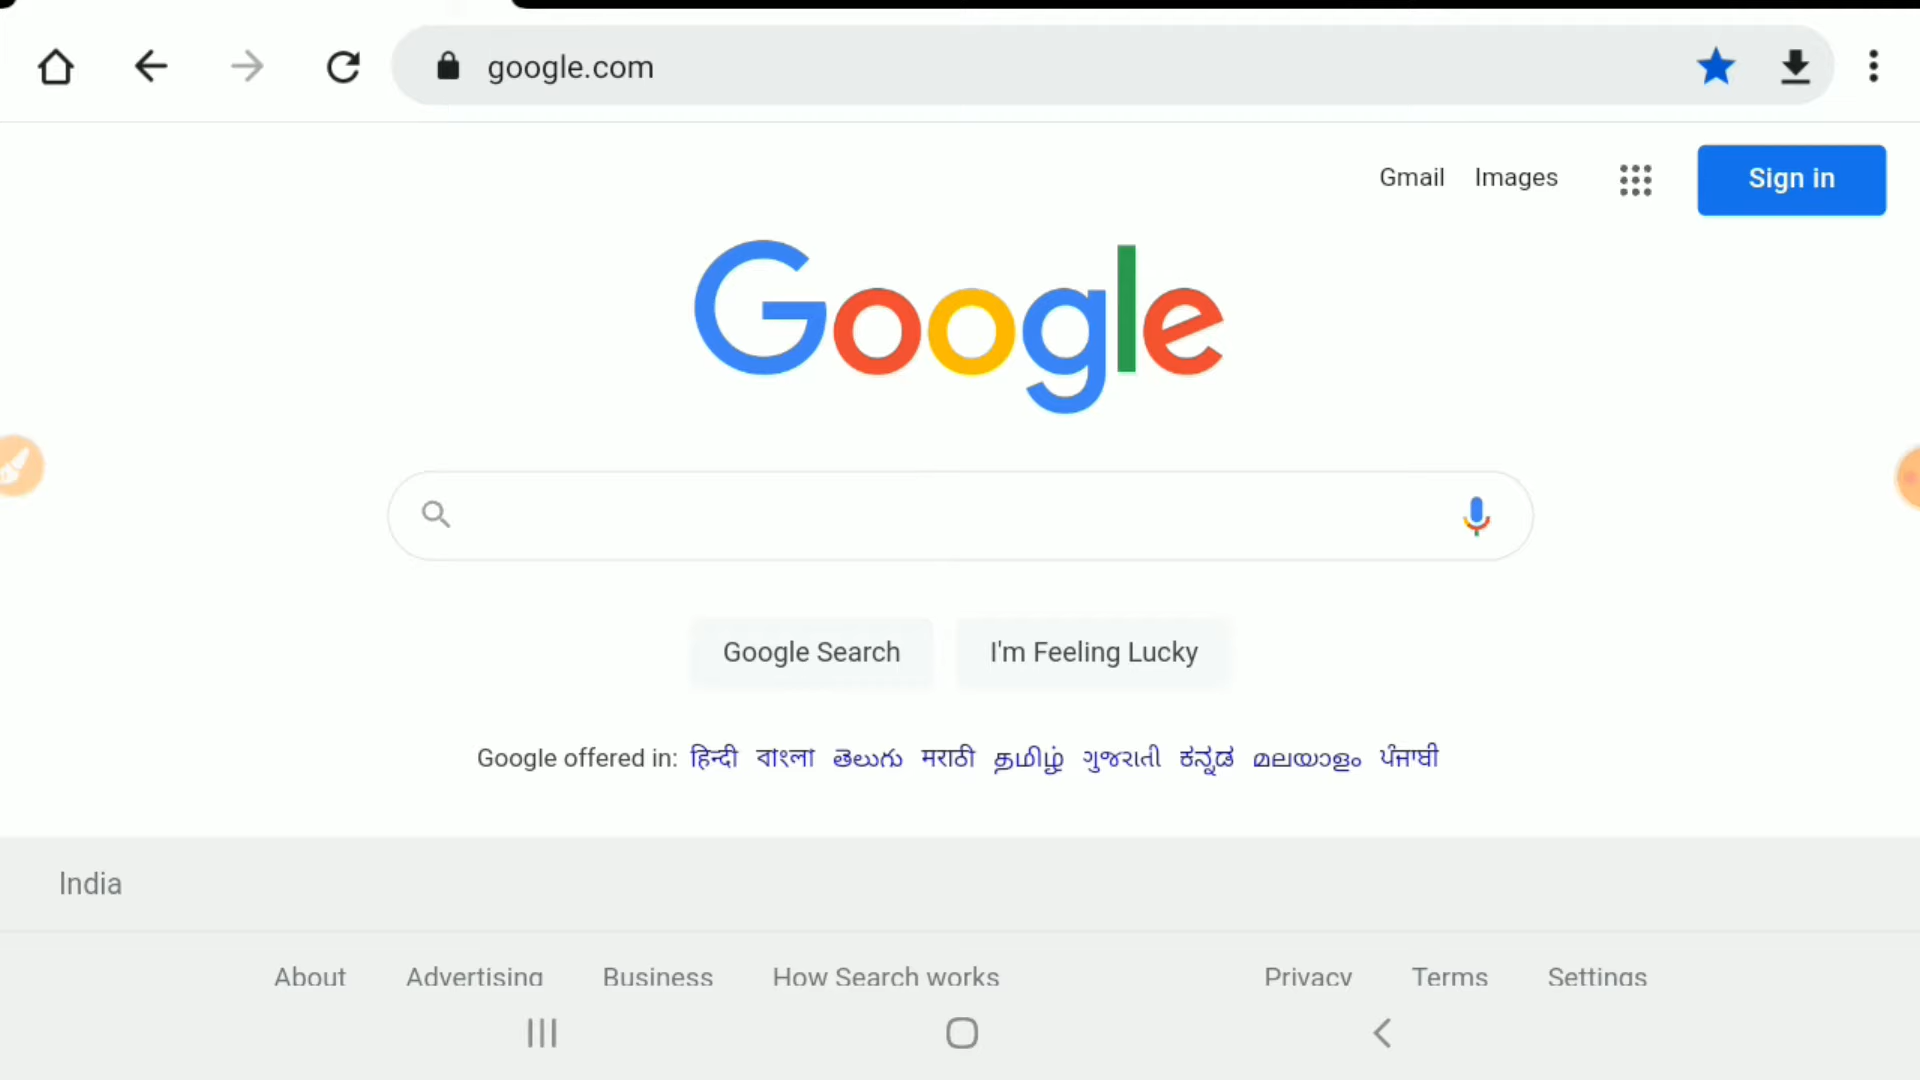 google.com
Gmail Images Sign in
Google
Google Search I'm Feeling Lucky
Google offered in: हिन्दी বাংলা తెలుగు मराठी தமிழ் ગુજરાતી ಕನ್ನಡ മലയാളം ਪੰਜਾਬੀ
India
About Advertising Business How Search works Privacy Terms Settings